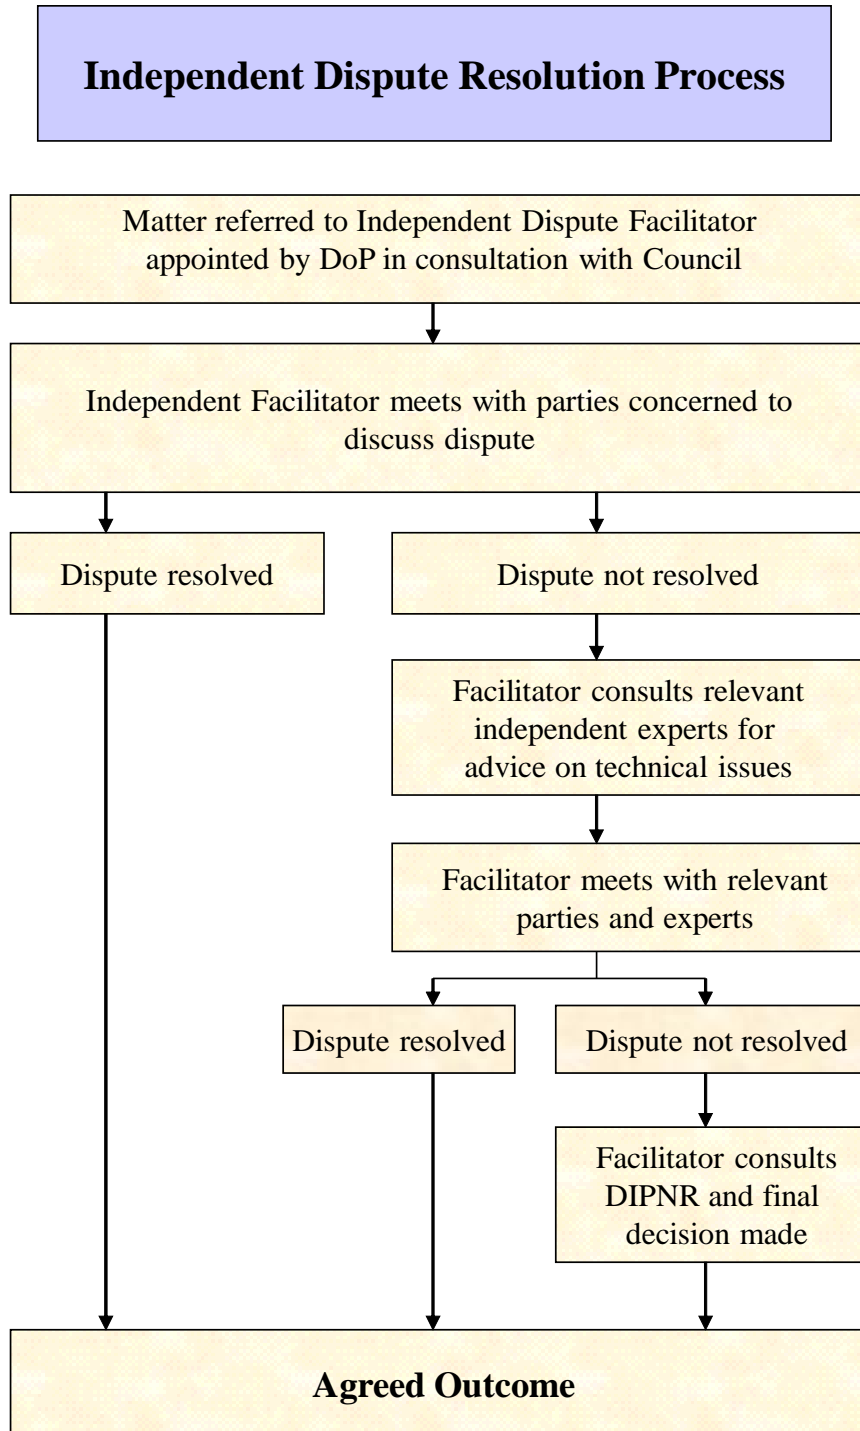 Independent Dispute Resolution Process
Matter referred to Independent Dispute Facilitator
appointed by DoP in consultation with Council
Independent Facilitator meets with parties concerned to
discuss dispute
Dispute resolved
Dispute not resolved
Facilitator consults relevant
independent experts for
advice on technical issues
Facilitator meets with relevant
parties and experts
Dispute resolved
Dispute not resolved
Facilitator consults
DIPNR and final
decision made
Agreed Outcome